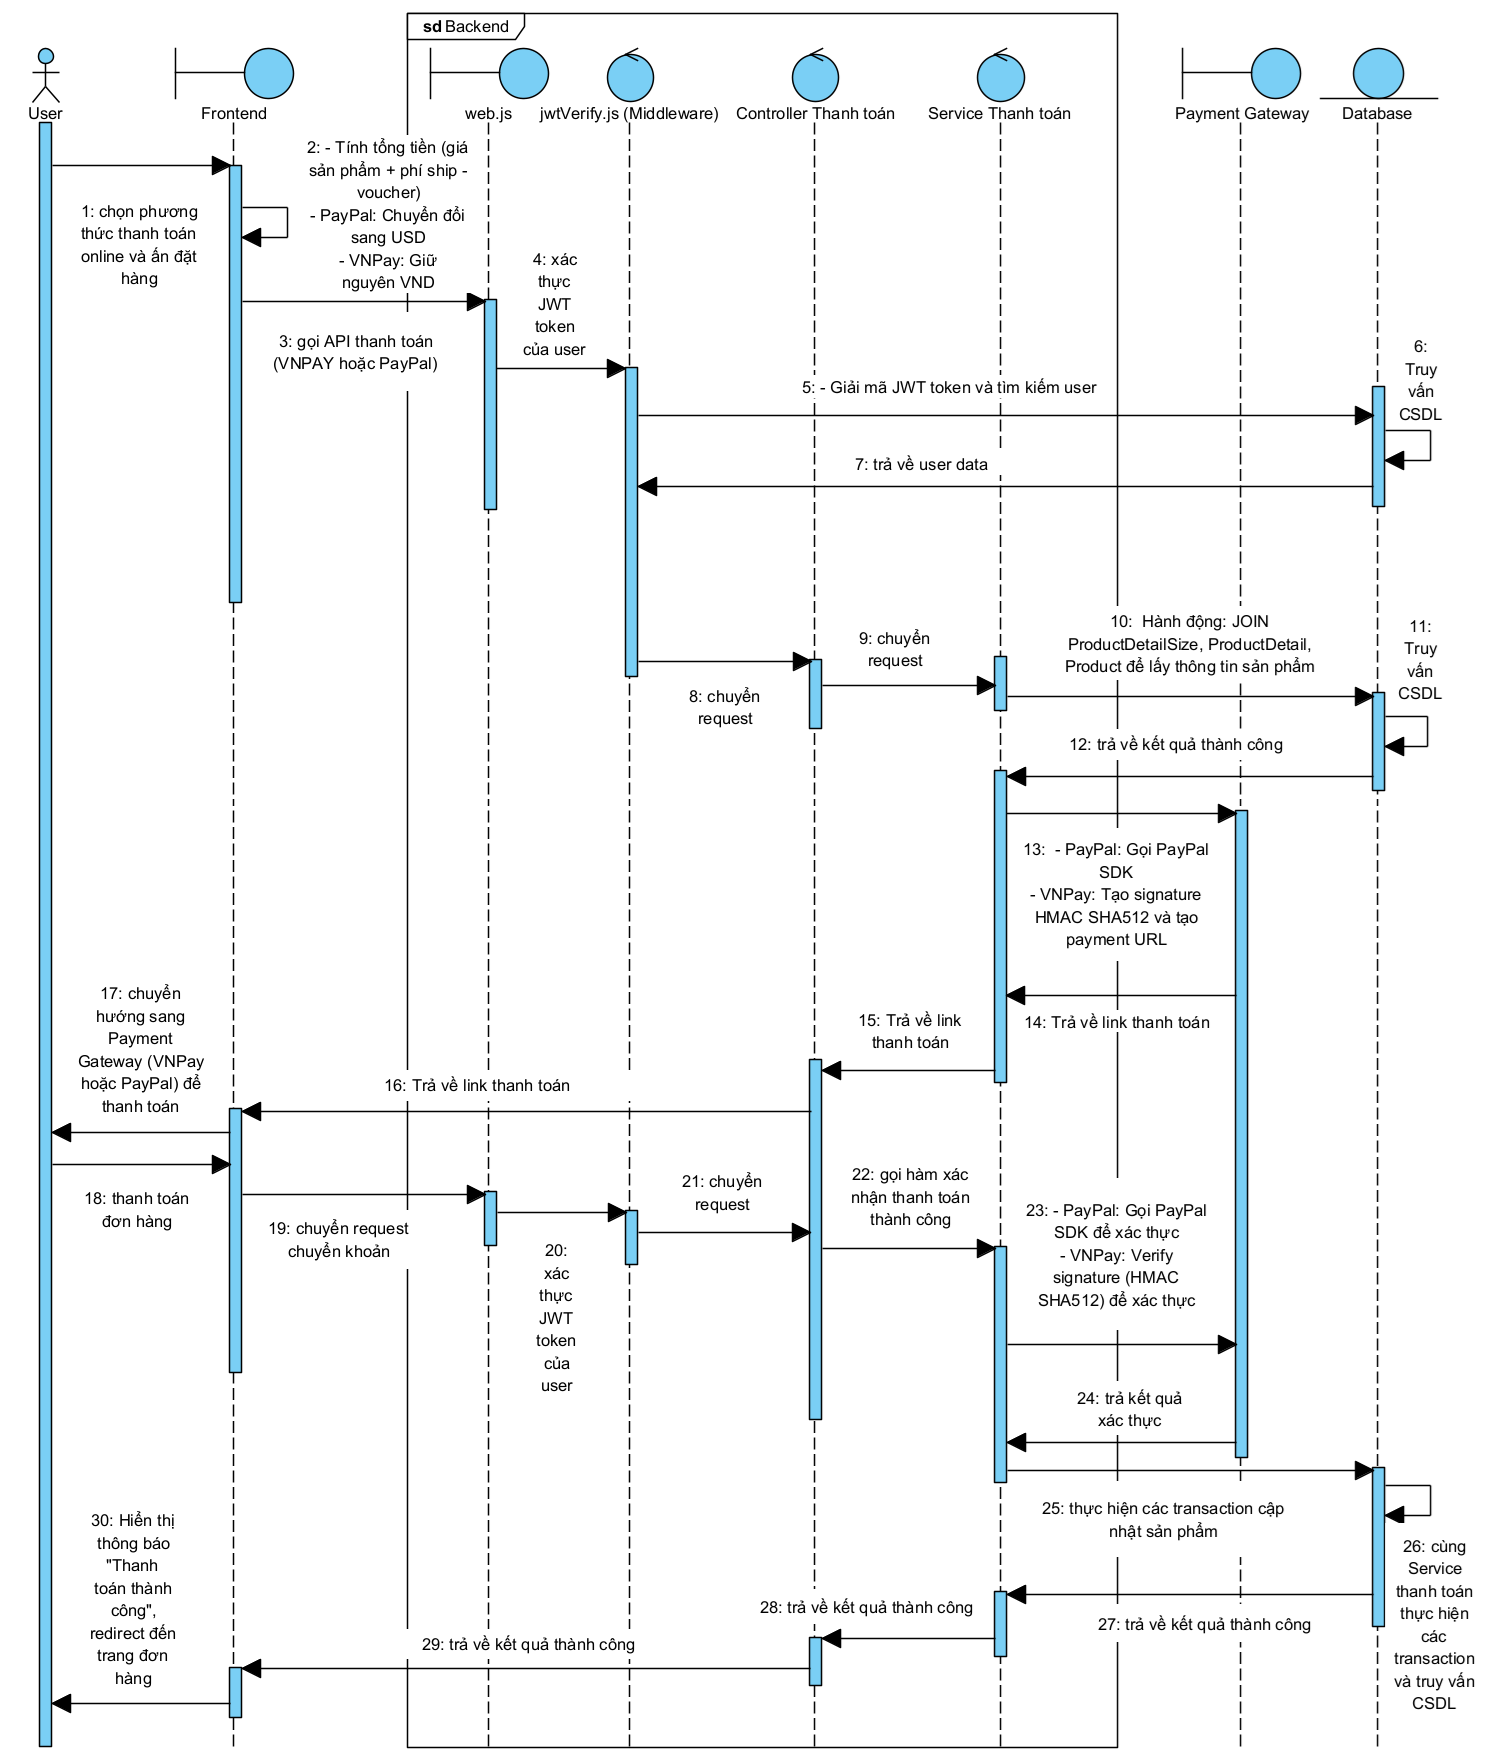 sd Backend
User
Frontend
web.js
jwtVerify.js (Middleware)
Controller Thanh toán
Service Thanh toán
Payment Gateway
Database
1: chọn phương
thức thanh toán
online và ấn đặt
hàng
2: - Tính tổng tiền (giá
sản phẩm + phí ship -
voucher)
- PayPal: Chuyển đổi
sang USD
- VNPay: Giữ
nguyên VND
3: gọi API thanh toán
(VNPAY hoặc PayPal)
4: xác
thực
JWT
token
của user
5: - Giải mã JWT token và tìm kiếm user
6:
Truy
vấn
CSDL
7: trả về user data
8: chuyển
request
9: chuyển
request
10:  Hành động: JOIN
ProductDetailSize, ProductDetail,
Product để lấy thông tin sản phẩm
11:
Truy
vấn
CSDL
12: trả về kết quả thành công
13:  - PayPal: Gọi PayPal
SDK
- VNPay: Tạo signature
HMAC SHA512 và tạo
payment URL
14: Trả về link thanh toán
15: Trả về link
thanh toán
16: Trả về link thanh toán
17: chuyển
hướng sang
Payment
Gateway (VNPay
hoặc PayPal) để
thanh toán
18: thanh toán
đơn hàng
19: chuyển request
chuyển khoản
20:
xác
thực
JWT
token
của
user
21: chuyển
request
22: gọi hàm xác
nhận thanh toán
thành công
23: - PayPal: Gọi PayPal
SDK để xác thực
- VNPay: Verify
signature (HMAC
SHA512) để xác thực
24: trả kết quả
xác thực
25: thực hiện các transaction cập
nhật sản phẩm
26: cùng
Service
thanh toán
thực hiện
các
transaction
và truy vấn
CSDL
27: trả về kết quả thành công
28: trả về kết quả thành công
29: trả về kết quả thành công
30: Hiển thị
thông báo
"Thanh
toán thành
công",
redirect đến
trang đơn
hàng